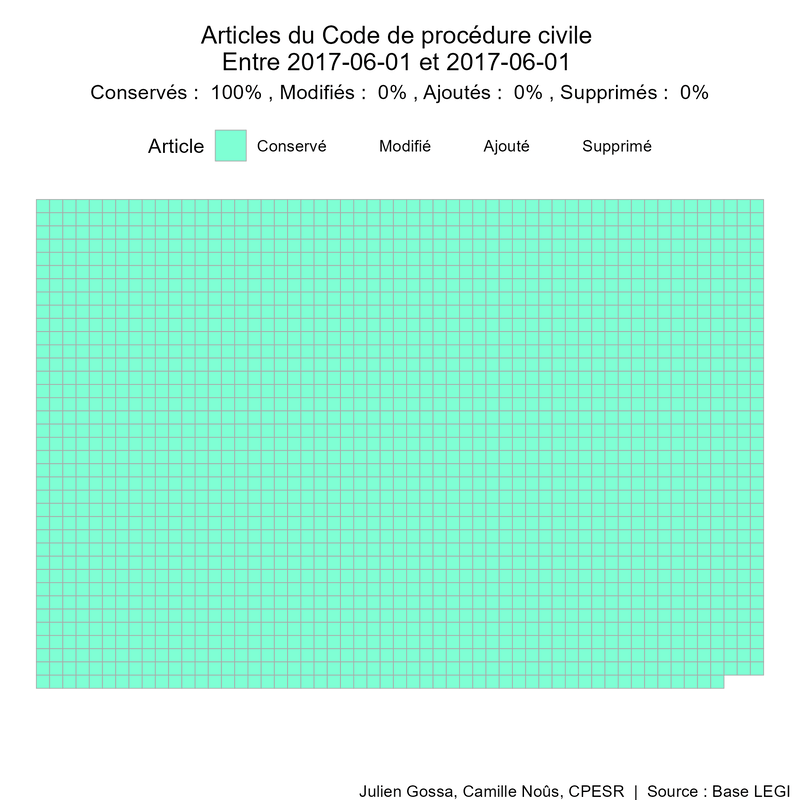 Articles du Code de procédure civile
Entre 2017-06-01 et 2017-06-01
Conservés :  100% , Modifiés :  0% , Ajoutés :  0% , Supprimés :  0%
Article Conservé Modifié Ajouté Supprimé
Julien Gossa, Camille Noûs, CPESR  |  Source : Base LEGI